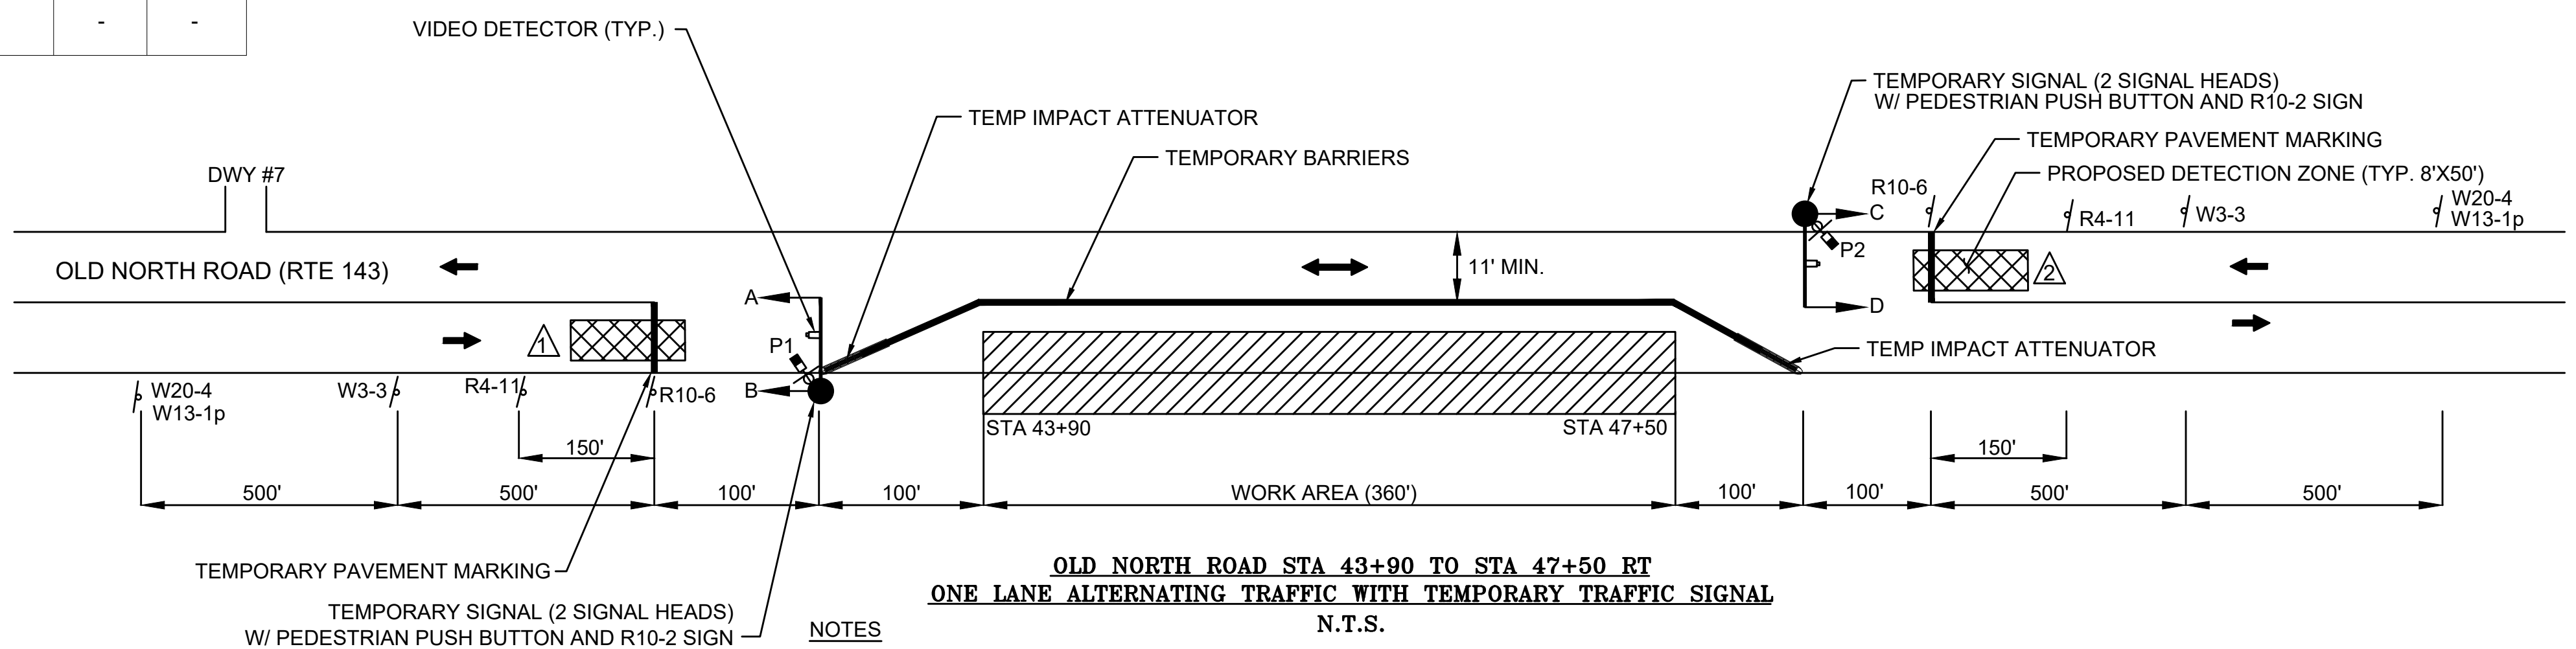 - -
VIDEO DETECTOR (TYP.)
TEMP IMPACT ATTENUATOR
TEMPORARY BARRIERS
TEMPORARY SIGNAL (2 SIGNAL HEADS)
W/ PEDESTRIAN PUSH BUTTON AND R10-2 SIGN
TEMPORARY PAVEMENT MARKING
PROPOSED DETECTION ZONE (TYP. 8'X50')
DWY #7
R10-6
C
R4-11
W3-3
W20-4
W13-1p
P2
OLD NORTH ROAD (RTE 143)
11' MIN.
2
A
D
1
P1
TEMP IMPACT ATTENUATOR
B
W20-4
W13-1p
W3-3
R4-11
R10-6
STA 43+90
STA 47+50
150'
150'
500'
500'
100'
100'
WORK AREA (360')
100'
100'
500'
500'
TEMPORARY PAVEMENT MARKING
TEMPORARY SIGNAL (2 SIGNAL HEADS)
W/ PEDESTRIAN PUSH BUTTON AND R10-2 SIGN
NOTES
OLD NORTH ROAD STA 43+90 TO STA 47+50 RT
ONE LANE ALTERNATING TRAFFIC WITH TEMPORARY TRAFFIC SIGNAL
N.T.S.